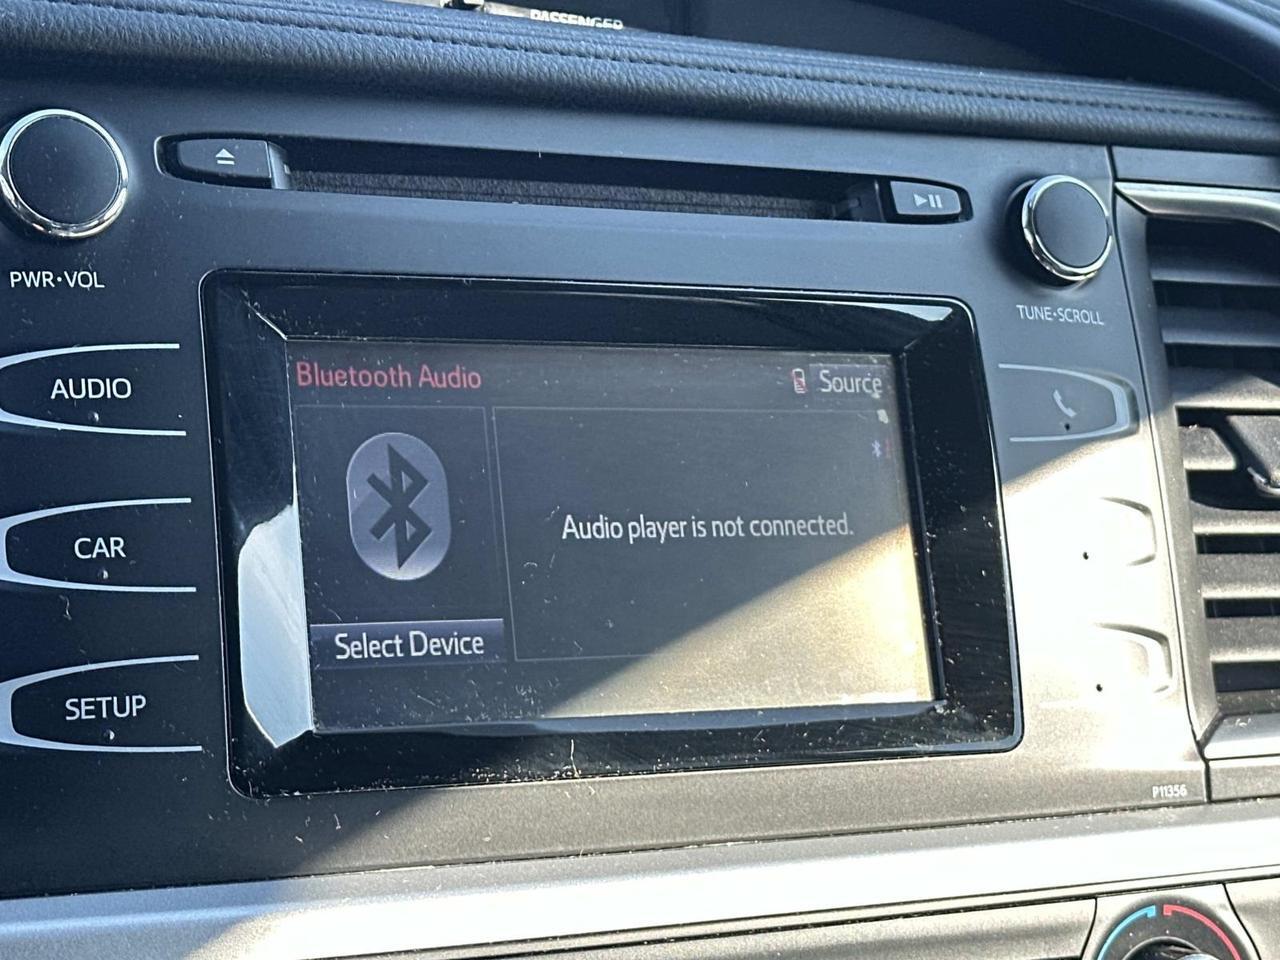 PASSENGER
PWR•VOL
TUNE•SCROLL
AUDIO
Bluetooth Audio
Source
CAR
Audio player is not connected.
Select Device
SETUP
P11356